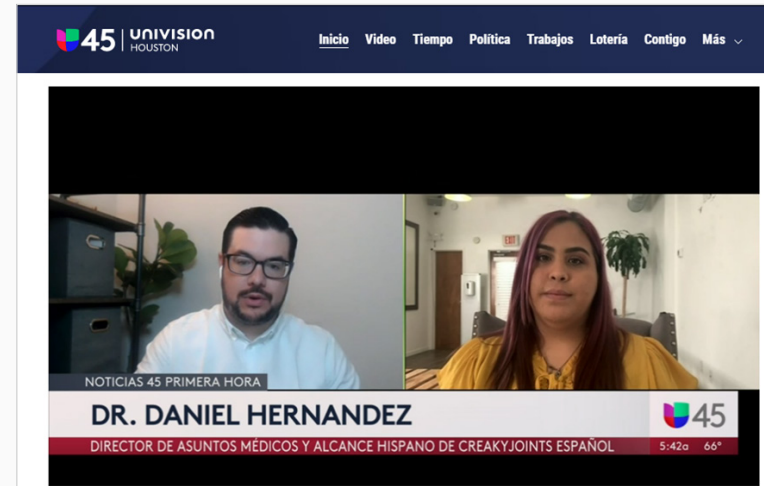 45 UNIVISION
HOUSTON
Inicio Video Tiempo Política Trabajos Lotería Contigo Más
EXIT
NOTICIAS 45 PRIMERA HORA
DR. DANIEL HERNANDEZ
45
DIRECTOR DE ASUNTOS MÉDICOS Y ALCANCE HISPANO DE CREAKYJOINTS ESPAÑOL
5:42a 66°